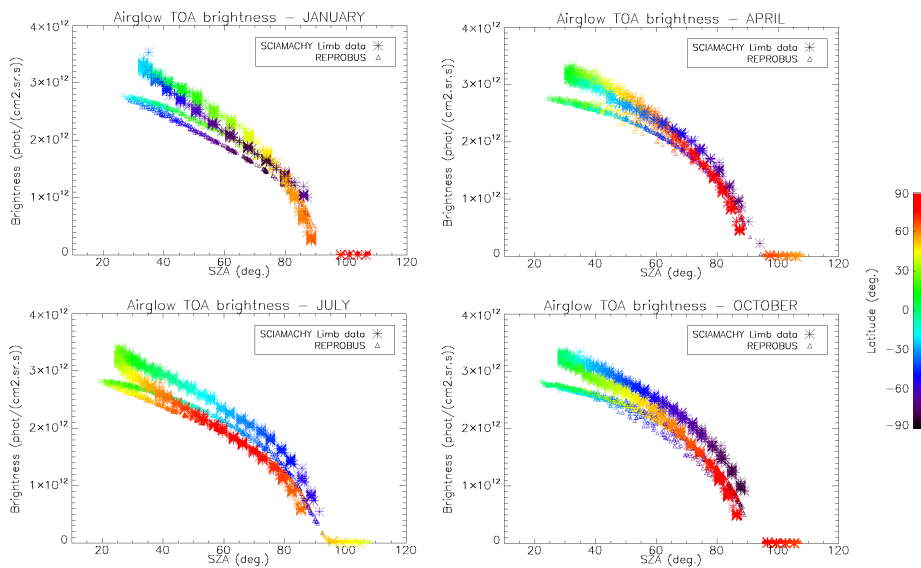 Airglow TOA brightness – JANUARY
4×10¹²
3×10¹²
2×10¹²
1×10¹²
0
Brightness (phot/(cm2.sr.s))
SCIAMACHY Limb data
REPROBUS
20 40 60 80 100 120
SZA (deg.)
Airglow TOA brightness – APRIL
4×10¹²
3×10¹²
2×10¹²
1×10¹²
0
Brightness (phot/(cm2.sr.s))
SCIAMACHY Limb data
REPROBUS
20 40 60 80 100 120
SZA (deg.)
Airglow TOA brightness – JULY
4×10¹²
3×10¹²
2×10¹²
1×10¹²
0
Brightness (phot/(cm2.sr.s))
SCIAMACHY Limb data
REPROBUS
20 40 60 80 100 120
SZA (deg.)
Airglow TOA brightness – OCTOBER
4×10¹²
3×10¹²
2×10¹²
1×10¹²
0
Brightness (phot/(cm2.sr.s))
SCIAMACHY Limb data
REPROBUS
20 40 60 80 100 120
SZA (deg.)
Latitude (deg.)
90
60
30
0
−30
−60
−90